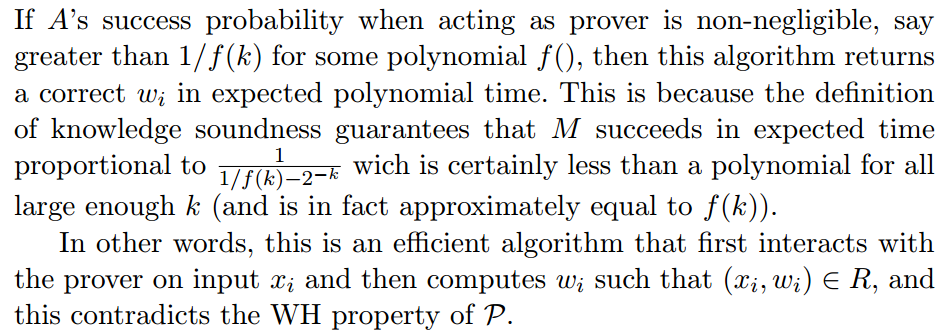 If A's success probability when acting as prover is non-negligible, say
greater than 1/f(k) for some polynomial f(), then this algorithm returns
a correct w_i in expected polynomial time. This is because the definition
of knowledge soundness guarantees that M succeeds in expected time
proportional to \frac{1}{1/f(k)-2^{-k}} wich is certainly less than a polynomial for all
large enough k (and is in fact approximately equal to f(k)).
In other words, this is an efficient algorithm that first interacts with
the prover on input x_i and then computes w_i such that (x_i, w_i) ∈ R, and
this contradicts the WH property of 𝒫.